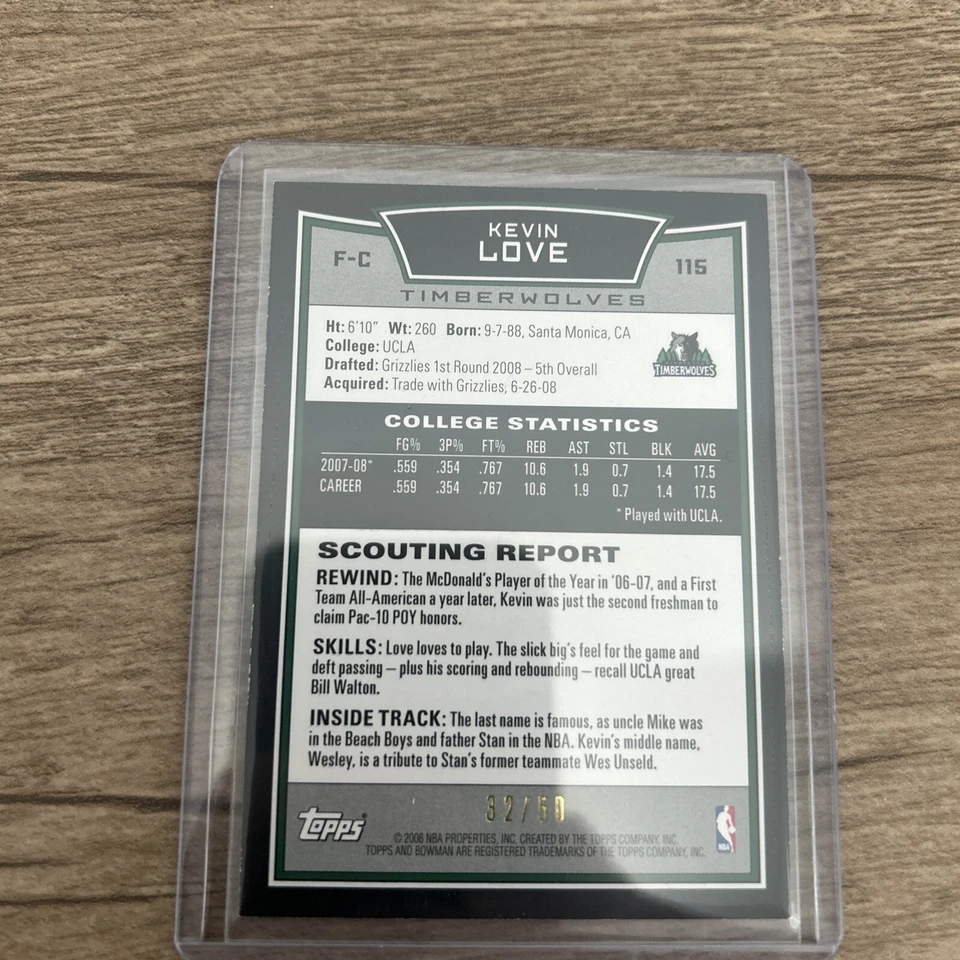 KEVIN
LOVE
F-C
115
TIMBERWOLVES
Ht: 6'10" Wt: 260 Born: 9-7-88, Santa Monica, CA
College: UCLA
Drafted: Grizzlies 1st Round 2008 – 5th Overall
Acquired: Trade with Grizzlies, 6-26-08
TIMBERWOLVES
COLLEGE STATISTICS
FG% 3P% FT% REB AST STL BLK AVG
2007-08* .559 .354 .767 10.6 1.9 0.7 1.4 17.5
CAREER .559 .354 .767 10.6 1.9 0.7 1.4 17.5
* Played with UCLA.
SCOUTING REPORT
REWIND: The McDonald's Player of the Year in '06-07, and a First
Team All-American a year later, Kevin was just the second freshman to
claim Pac-10 POY honors.
SKILLS: Love loves to play. The slick big's feel for the game and
deft passing – plus his scoring and rebounding – recall UCLA great
Bill Walton.
INSIDE TRACK: The last name is famous, as uncle Mike was
in the Beach Boys and father Stan in the NBA. Kevin's middle name,
Wesley, is a tribute to Stan's former teammate Wes Unseld.
32/50
topps®
© 2008 NBA PROPERTIES, INC. CREATED BY THE TOPPS COMPANY, INC.
TOPPS AND BOWMAN ARE REGISTERED TRADEMARKS OF THE TOPPS COMPANY, INC.
NBA